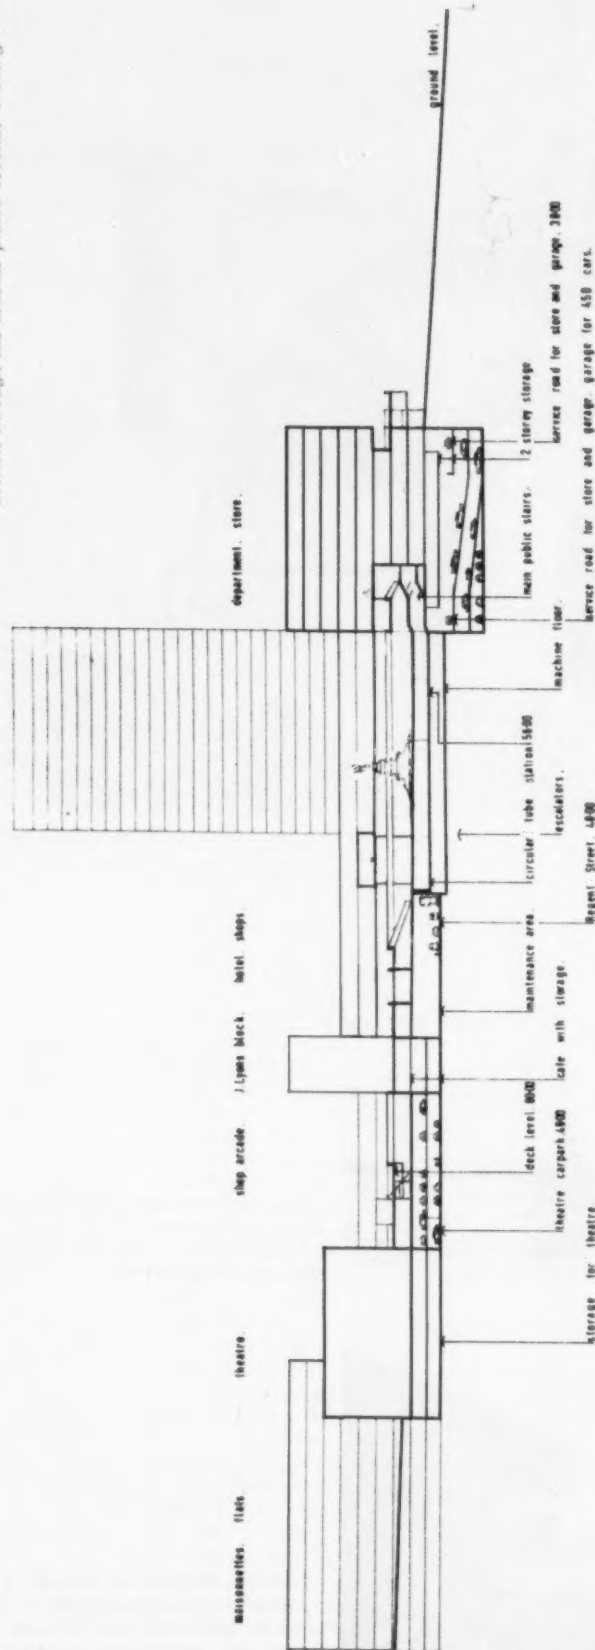 maisonnettes. flats.
theatre.
shop arcade.
J.Lyons block.
hotel shops.
department. store.
ground level.
storage for theatre.
theatre carpark.
deck level.
cafe with storage.
maintenance area.
Regent Street.
escalators.
circular tube station
machine floor.
main public stairs.
2 storey storage
service road for store and garage.
service road for store and garage. garage for 450 cars.